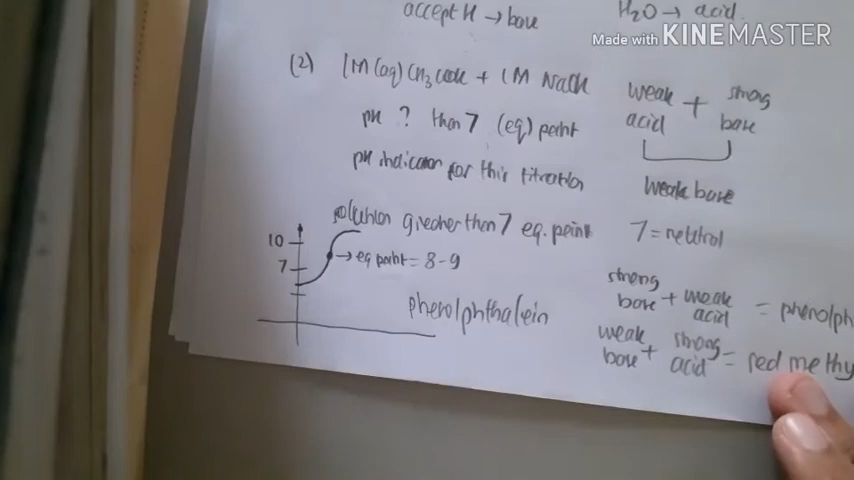 accept H → base
H₂O → acid.
Made with KINEMASTER
(2) 1M (aq) CH₃COOH + 1M NaOH
pH ? than 7 (eq) point
pH indicator for this titration
weak acid + strong base
weak base
solution greather than 7 eq. point
7 = neutral
10
7
→ eq point = 8-9
phenolphthalein
strong base + weak acid = phenolph
weak base + strong acid = red methy